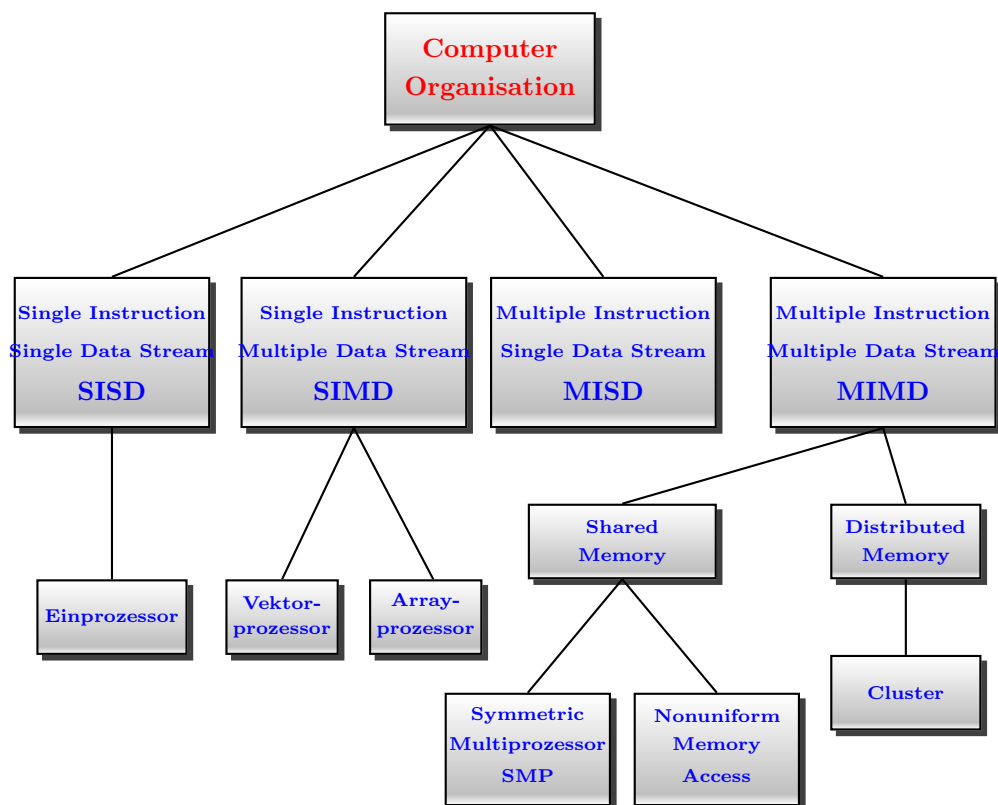 Computer
Organisation
Single Instruction
Single Data Stream
SISD
Single Instruction
Multiple Data Stream
SIMD
Multiple Instruction
Single Data Stream
MISD
Multiple Instruction
Multiple Data Stream
MIMD
Shared
Memory
Distributed
Memory
Einprozessor
Vektor-
prozessor
Array-
prozessor
Cluster
Symmetric
Multiprozessor
SMP
Nonuniform
Memory
Access